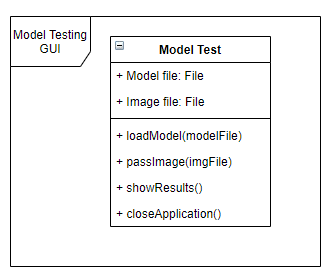 Model Testing
GUI
Model Test
+ Model file: File
+ Image file: File
+ loadModel(modelFile)
+ passImage(imgFile)
+ showResults()
+ closeApplication()